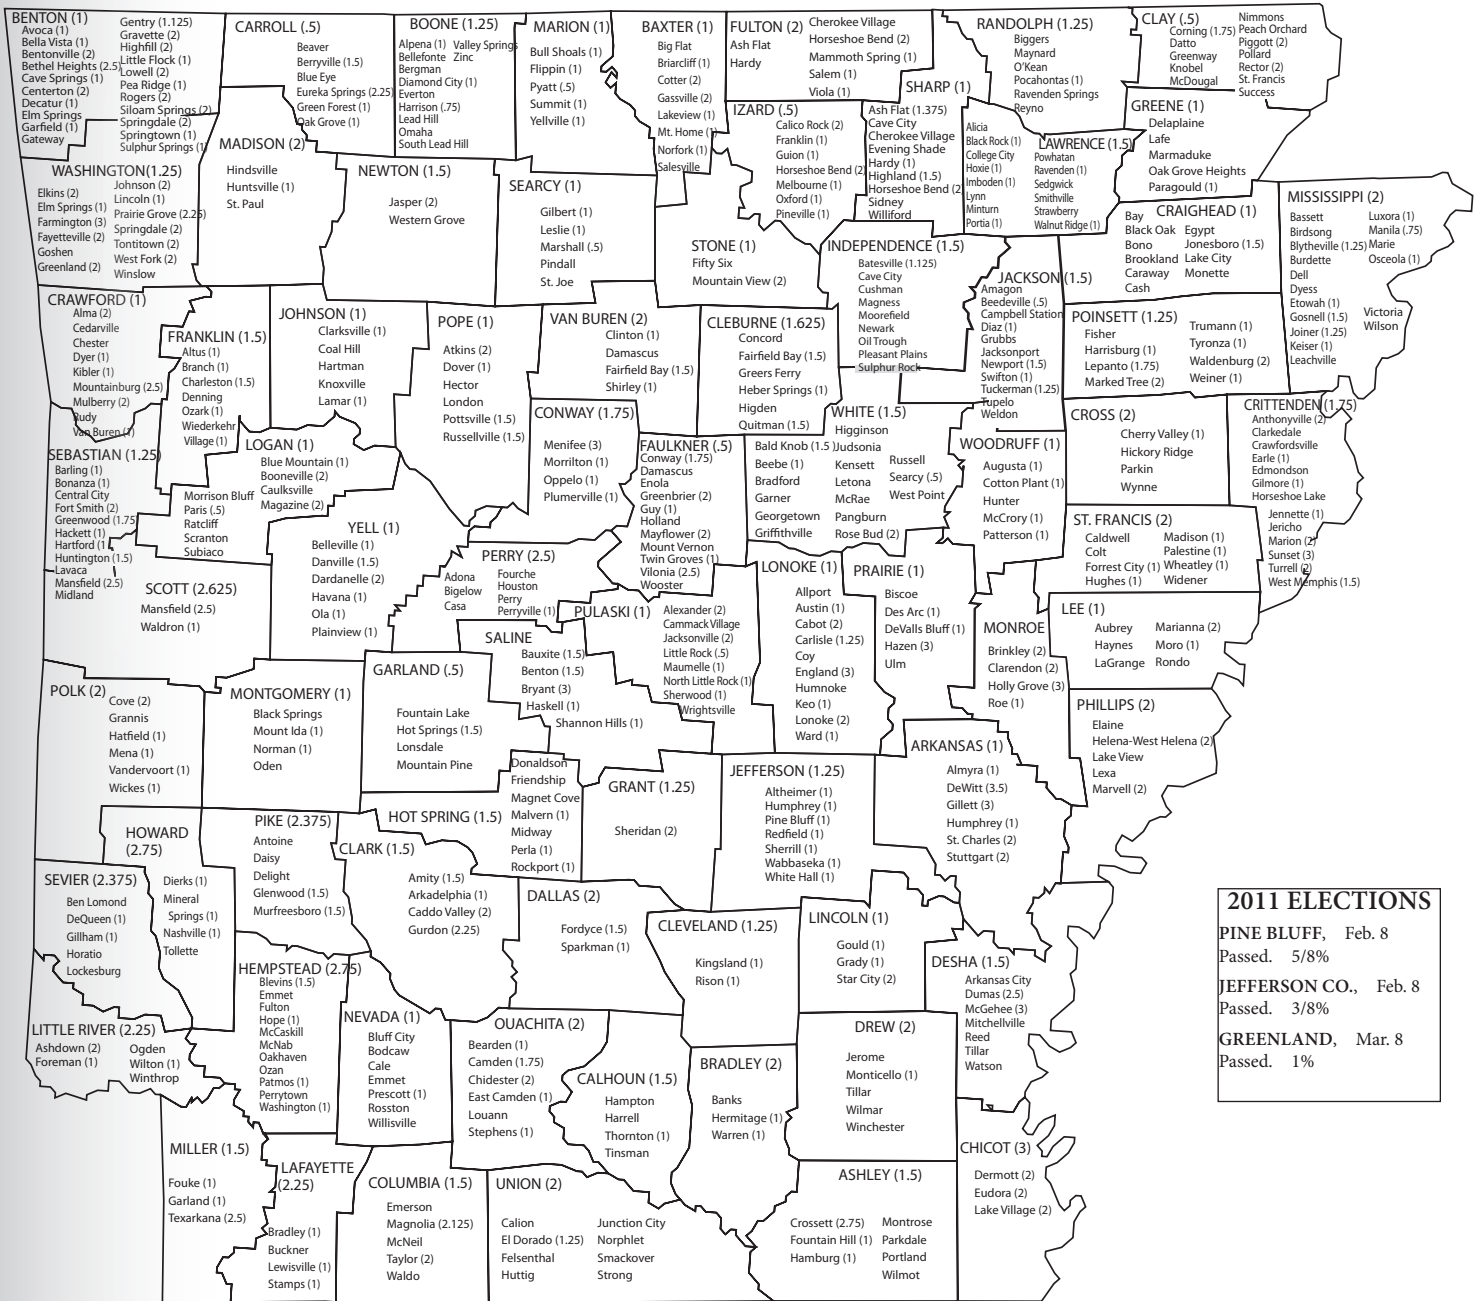 BENTON (1)
Avoca (1)
Bella Vista (1)
Bentonville (2)
Bethel Heights (2.5)
Cave Springs (1)
Centerton (2)
Decatur (1)
Elm Springs
Garfield (1)
Gateway
Gentry (1.125)
Gravette (2)
Highfill (2)
Little Flock (1)
Lowell (2)
Pea Ridge (1)
Rogers (2)
Siloam Springs (2)
Springdale (2)
Springtown (1)
Sulphur Springs (1)
CARROLL (.5)
Beaver
Berryville (1.5)
Blue Eye
Eureka Springs (2.25)
Green Forest (1)
Oak Grove (1)
BOONE (1.25)
Alpena (1) Valley Springs
Bellefonte Zinc
Bergman
Diamond City (1)
Everton
Harrison (.75)
Lead Hill
Omaha
South Lead Hill
MARION (1)
Bull Shoals (1)
Flippin (1)
Pyatt (.5)
Summit (1)
Yellville (1)
BAXTER (1)
Big Flat
Briarcliff (1)
Cotter (2)
Gassville (2)
Lakeview (1)
Mt. Home (1)
Norfork (1)
Salesville
FULTON (2)
Ash Flat
Hardy
Cherokee Village
Horseshoe Bend (2)
Mammoth Spring (1)
Salem (1)
Viola (1)
RANDOLPH (1.25)
Biggers
Maynard
O'Kean
Pocahontas (1)
Ravenden Springs
Reyno
CLAY (.5)
Corning (1.75)
Datto
Greenway
Knobel
McDougal
Nimmons
Peach Orchard
Piggott (2)
Pollard
Rector (2)
St. Francis
Success
SHARP (1)
Ash Flat (1.375)
Cave City
Cherokee Village
Evening Shade
Hardy (1)
Highland (1.5)
Horseshoe Bend (2)
Sidney
Williford
IZARD (.5)
Calico Rock (2)
Franklin (1)
Guion (1)
Horseshoe Bend (2)
Melbourne (1)
Oxford (1)
Pineville (1)
GREENE (1)
Delaplaine
Lafe
Marmaduke
Oak Grove Heights
Paragould (1)
LAWRENCE (1.5)
Alicia
Black Rock (1)
College City
Hoxie (1)
Imboden (1)
Lynn
Minturn
Portia (1)
Powhatan
Ravenden (1)
Sedgwick
Smithville
Strawberry
Walnut Ridge (1)
MADISON (2)
Hindsville
Huntsville (1)
St. Paul
WASHINGTON(1.25)
Elkins (2)
Elm Springs (1)
Farmington (3)
Fayetteville (2)
Goshen
Greenland (2)
Johnson (2)
Lincoln (1)
Prairie Grove (2.25)
Springdale (2)
Tontitown (2)
West Fork (2)
Winslow
NEWTON (1.5)
Jasper (2)
Western Grove
SEARCY (1)
Gilbert (1)
Leslie (1)
Marshall (.5)
Pindall
St. Joe
STONE (1)
Fifty Six
Mountain View (2)
INDEPENDENCE (1.5)
Batesville (1.125)
Cave City
Cushman
Magness
Moorefield
Newark
Oil Trough
Pleasant Plains
Sulphur Rock
JACKSON (1.5)
Amagon
Beedeville (.5)
Campbell Station
Diaz (1)
Grubbs
Jacksonport
Newport (1.5)
Swifton (1)
Tuckerman (1.25)
Tupelo
Weldon
CRAIGHEAD (1)
Bay
Black Oak
Bono
Brookland
Caraway
Cash
Egypt
Jonesboro (1.5)
Lake City
Monette
MISSISSIPPI (2)
Bassett
Birdsong
Blytheville (1.25)
Burdette
Dell
Dyess
Etowah (1)
Gosnell (1.5)
Joiner (1.25)
Keiser (1)
Leachville
Luxora (1)
Manila (.75)
Marie
Osceola (1)
Victoria
Wilson
CRAWFORD (1)
Alma (2)
Cedarville
Chester
Dyer (1)
Kibler (1)
Mountainburg (2.5)
Mulberry (2)
Rudy
Van Buren (1)
FRANKLIN (1.5)
Altus (1)
Branch (1)
Charleston (1.5)
Denning
Ozark (1)
Wiederkehr
Village (1)
JOHNSON (1)
Clarksville (1)
Coal Hill
Hartman
Knoxville
Lamar (1)
POPE (1)
Atkins (2)
Dover (1)
Hector
London
Pottsville (1.5)
Russellville (1.5)
VAN BUREN (2)
Clinton (1)
Damascus
Fairfield Bay (1.5)
Shirley (1)
CLEBURNE (1.625)
Concord
Fairfield Bay (1.5)
Greers Ferry
Heber Springs (1)
Higden
Quitman (1.5)
POINSETT (1.25)
Fisher
Harrisburg (1)
Lepanto (1.75)
Marked Tree (2)
Trumann (1)
Tyronza (1)
Waldenburg (2)
Weiner (1)
CONWAY (1.75)
Menifee (3)
Morrilton (1)
Oppelo (1)
Plumerville (1)
FAULKNER (.5)
Conway (1.75)
Damascus
Enola
Greenbrier (2)
Guy (1)
Holland
Mayflower (2)
Mount Vernon
Twin Groves (1)
Vilonia (2.5)
Wooster
WHITE (1.5)
Higginson
Bald Knob (1.5)
Beebe (1)
Bradford
Garner
Georgetown
Griffithville
Judsonia
Kensett
Letona
McRae
Pangburn
Rose Bud (2)
Russell
Searcy (.5)
West Point
WOODRUFF (1)
Augusta (1)
Cotton Plant (1)
Hunter
McCrory (1)
Patterson (1)
CROSS (2)
Cherry Valley (1)
Hickory Ridge
Parkin
Wynne
CRITTENDEN (1.75)
Anthonyville (2)
Clarkedale
Crawfordsville
Earle (1)
Edmondson
Gilmore (1)
Horseshoe Lake
Jennette (1)
Jericho
Marion (2)
Sunset (3)
Turrell (2)
West Memphis (1.5)
SEBASTIAN (1.25)
Barling (1)
Bonanza (1)
Central City
Fort Smith (2)
Greenwood (1.75)
Hackett (1)
Hartford (1)
Huntington (1.5)
Lavaca
Mansfield (2.5)
Midland
LOGAN (1)
Blue Mountain (1)
Booneville (2)
Caulksville
Magazine (2)
Morrison Bluff
Paris (.5)
Ratcliff
Scranton
Subiaco
YELL (1)
Belleville (1)
Danville (1.5)
Dardanelle (2)
Havana (1)
Ola (1)
Plainview (1)
PERRY (2.5)
Adona
Bigelow
Casa
Fourche
Houston
Perry
Perryville (1)
ST. FRANCIS (2)
Caldwell
Colt
Forrest City (1)
Hughes (1)
Madison (1)
Palestine (1)
Wheatley (1)
Widener
SCOTT (2.625)
Mansfield (2.5)
Waldron (1)
PULASKI (1)
Alexander (2)
Cammack Village
Jacksonville (2)
Little Rock (.5)
Maumelle (1)
North Little Rock (1)
Sherwood (1)
Wrightsville
LONOKE (1)
Allport
Austin (1)
Cabot (2)
Carlisle (1.25)
Coy
England (3)
Humnoke
Keo (1)
Lonoke (2)
Ward (1)
PRAIRIE (1)
Biscoe
Des Arc (1)
DeValls Bluff (1)
Hazen (3)
Ulm
MONROE
Brinkley (2)
Clarendon (2)
Holly Grove (3)
Roe (1)
LEE (1)
Aubrey
Haynes
LaGrange
Marianna (2)
Moro (1)
Rondo
SALINE
Bauxite (1.5)
Benton (1.5)
Bryant (3)
Haskell (1)
Shannon Hills (1)
GARLAND (.5)
Fountain Lake
Hot Springs (1.5)
Lonsdale
Mountain Pine
POLK (2)
Cove (2)
Grannis
Hatfield (1)
Mena (1)
Vandervoort (1)
Wickes (1)
MONTGOMERY (1)
Black Springs
Mount Ida (1)
Norman (1)
Oden
PHILLIPS (2)
Elaine
Helena-West Helena (2)
Lake View
Lexa
Marvell (2)
ARKANSAS (1)
Almyra (1)
DeWitt (3.5)
Gillett (3)
Humphrey (1)
St. Charles (2)
Stuttgart (2)
JEFFERSON (1.25)
Altheimer (1)
Humphrey (1)
Pine Bluff (1)
Redfield (1)
Sherrill (1)
Wabbaseka (1)
White Hall (1)
GRANT (1.25)
Sheridan (2)
HOT SPRING (1.5)
Donaldson
Friendship
Magnet Cove
Malvern (1)
Midway
Perla (1)
Rockport (1)
HOWARD
(2.75)
Dierks (1)
Mineral
Springs (1)
Nashville (1)
Tollette
PIKE (2.375)
Antoine
Daisy
Delight
Glenwood (1.5)
Murfreesboro (1.5)
CLARK (1.5)
Amity (1.5)
Arkadelphia (1)
Caddo Valley (2)
Gurdon (2.25)
SEVIER (2.375)
Ben Lomond
DeQueen (1)
Gillham (1)
Horatio
Lockesburg
DALLAS (2)
Fordyce (1.5)
Sparkman (1)
CLEVELAND (1.25)
Kingsland (1)
Rison (1)
LINCOLN (1)
Gould (1)
Grady (1)
Star City (2)
DESHA (1.5)
Arkansas City
Dumas (2.5)
McGehee (3)
Mitchellville
Reed
Tillar
Watson
2011 ELECTIONS
PINE BLUFF, Feb. 8
Passed. 5/8%
JEFFERSON CO., Feb. 8
Passed. 3/8%
GREENLAND, Mar. 8
Passed. 1%
HEMPSTEAD (2.75)
Blevins (1.5)
Emmet
Fulton
Hope (1)
McCaskill
McNab
Oakhaven
Ozan
Patmos (1)
Perrytown
Washington (1)
LITTLE RIVER (2.25)
Ashdown (2)
Foreman (1)
Ogden
Wilton (1)
Winthrop
NEVADA (1)
Bluff City
Bodcaw
Cale
Emmet
Prescott (1)
Rosston
Willisville
OUACHITA (2)
Bearden (1)
Camden (1.75)
Chidester (2)
East Camden (1)
Louann
Stephens (1)
CALHOUN (1.5)
Hampton
Harrell
Thornton (1)
Tinsman
BRADLEY (2)
Banks
Hermitage (1)
Warren (1)
DREW (2)
Jerome
Monticello (1)
Tillar
Wilmar
Winchester
MILLER (1.5)
Fouke (1)
Garland (1)
Texarkana (2.5)
LAFAYETTE
(2.25)
Bradley (1)
Buckner
Lewisville (1)
Stamps (1)
COLUMBIA (1.5)
Emerson
Magnolia (2.125)
McNeil
Taylor (2)
Waldo
UNION (2)
Calion
El Dorado (1.25)
Felsenthal
Huttig
Junction City
Norphlet
Smackover
Strong
ASHLEY (1.5)
Crossett (2.75)
Fountain Hill (1)
Hamburg (1)
Montrose
Parkdale
Portland
Wilmot
CHICOT (3)
Dermott (2)
Eudora (2)
Lake Village (2)